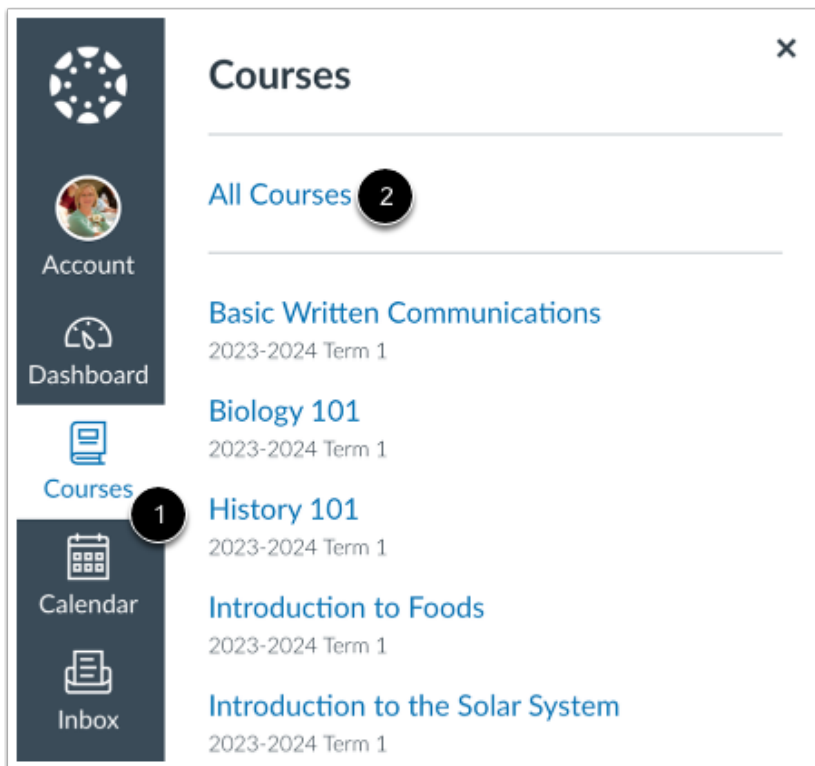 Account
Dashboard
Courses
1
Calendar
Inbox
Courses
×
All Courses 2
Basic Written Communications
2023-2024 Term 1
Biology 101
2023-2024 Term 1
History 101
2023-2024 Term 1
Introduction to Foods
2023-2024 Term 1
Introduction to the Solar System
2023-2024 Term 1